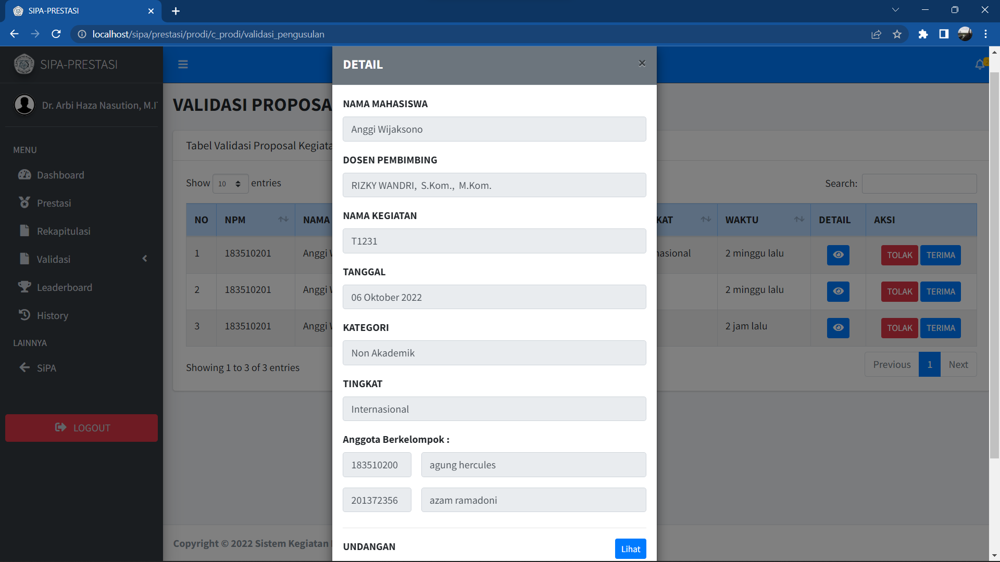 SIPA-PRESTASI
localhost/sipa/prestasi/prodi/c_prodi/validasi_pengusulan
SIPA-PRESTASI
Dr. Arbi Haza Nasution, M.I
MENU
Dashboard
Prestasi
Rekapitulasi
Validasi
Leaderboard
History
LAINNYA
SiPA
LOGOUT
VALIDASI PROPOSA
Tabel Validasi Proposal Kegiata
Show 10 entries
Search:
NO NPM NAMA KAT WAKTU DETAIL AKSI
1 183510201 Anggi W nasional 2 minggu lalu TOLAK TERIMA
2 183510201 Anggi W 2 minggu lalu TOLAK TERIMA
3 183510201 Anggi W 2 jam lalu TOLAK TERIMA
Showing 1 to 3 of 3 entries
Previous 1 Next
Copyright © 2022 Sistem Kegiatan
DETAIL ×
NAMA MAHASISWA
Anggi Wijaksono
DOSEN PEMBIMBING
RIZKY WANDRI, S.Kom., M.Kom.
NAMA KEGIATAN
T1231
TANGGAL
06 Oktober 2022
KATEGORI
Non Akademik
TINGKAT
Internasional
Anggota Berkelompok :
183510200 agung hercules
201372356 azam ramadoni
UNDANGAN Lihat